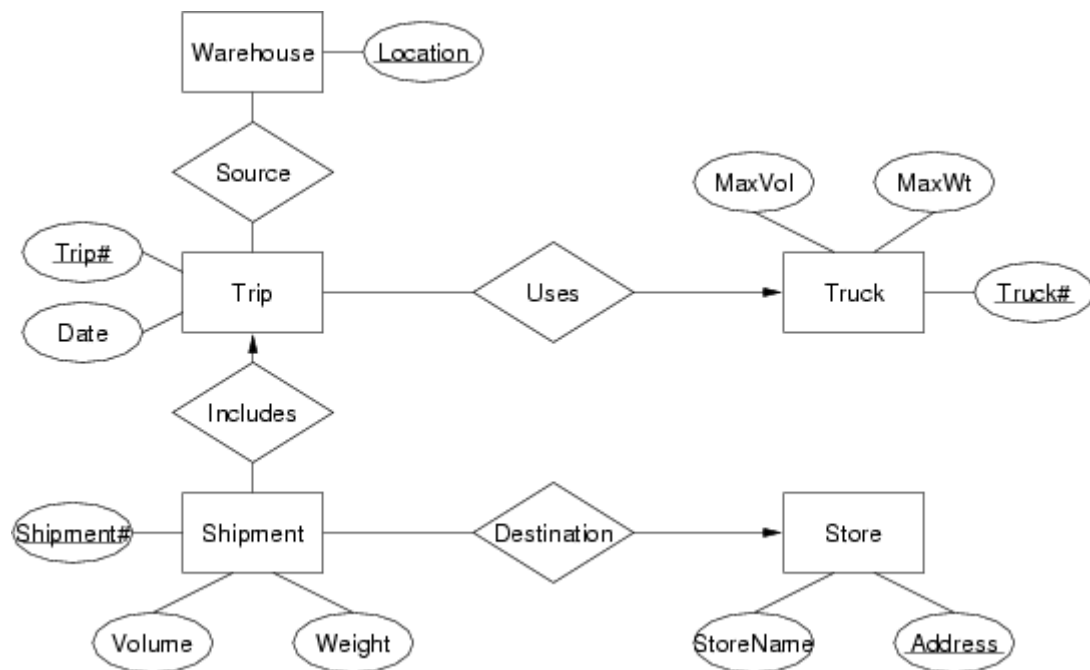 Warehouse
Location
Source
MaxVol
MaxWt
Trip#
Trip
Uses
Truck
Truck#
Date
Includes
Shipment#
Shipment
Destination
Store
Volume
Weight
StoreName
Address